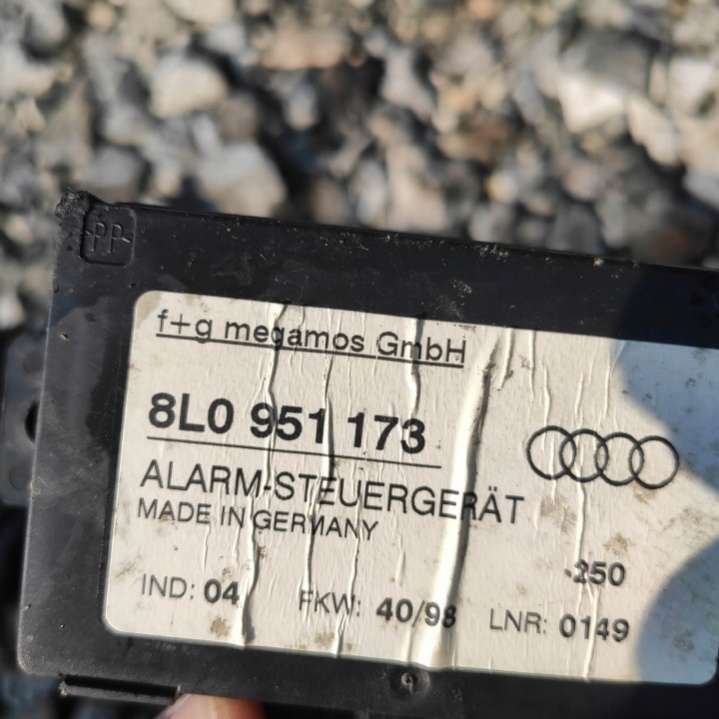 PP
f+g megamos GmbH
8L0 951 173
ALARM-STEUERGERÄT
MADE IN GERMANY
-250
IND: 04 FKW: 40/98 LNR: 0149